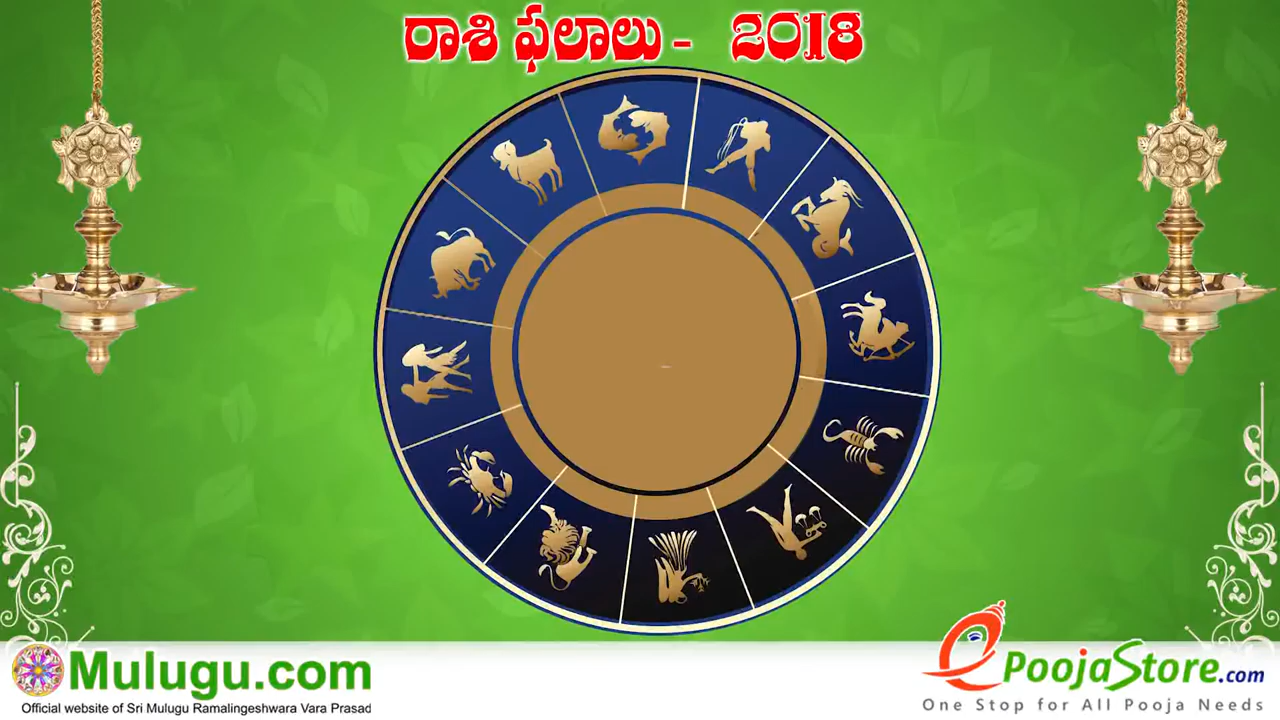 రాశి ఫలాలు - 2018
Mulugu.com
Official website of Sri Mulugu Ramalingeshwara Vara Prasad
ePoojaStore.com
One Stop for All Pooja Needs